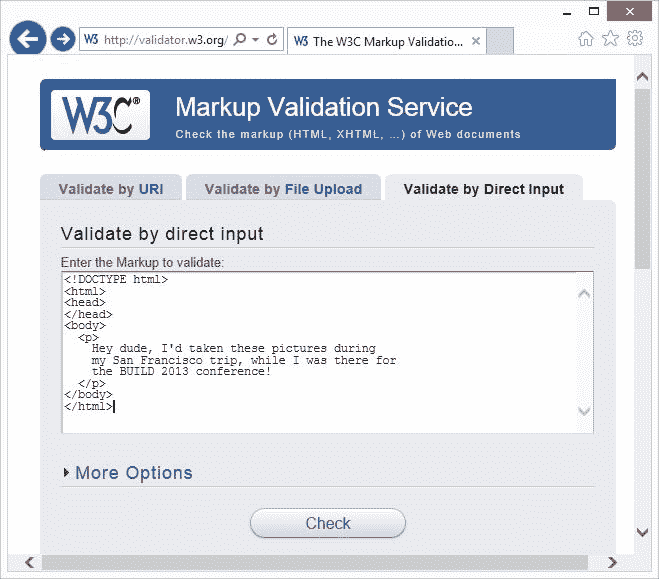 W3 http://validator.w3.org/
W3 The W3C Markup Validatio...
W3C® Markup Validation Service
Check the markup (HTML, XHTML, …) of Web documents
Validate by URI Validate by File Upload Validate by Direct Input
Validate by direct input
Enter the Markup to validate:
<!DOCTYPE html>
<html>
<head>
</head>
<body>
<p>
Hey dude, I'd taken these pictures during
my San Francisco trip, while I was there for
the BUILD 2013 conference!
</p>
</body>
</html>
More Options
Check